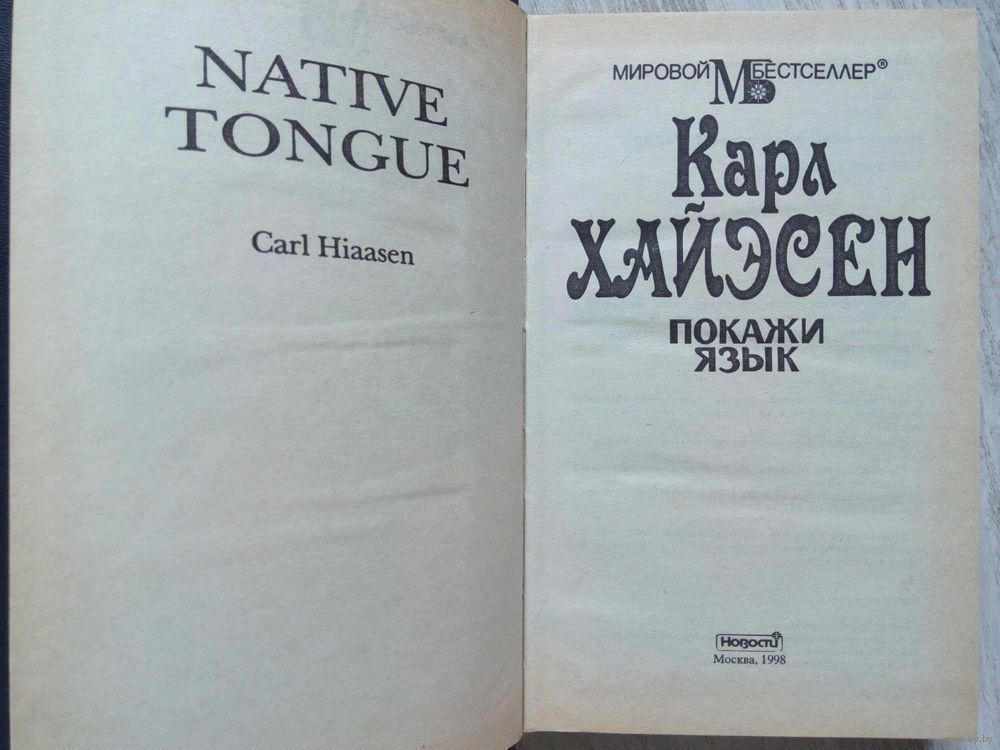 NATIVE
TONGUE
Carl Hiaasen
МИРОВОЙ МБ БЕСТСЕЛЛЕР®
Карл
ХАЙЭСЕН
ПОКАЖИ
ЯЗЫК
Новости
Москва, 1998